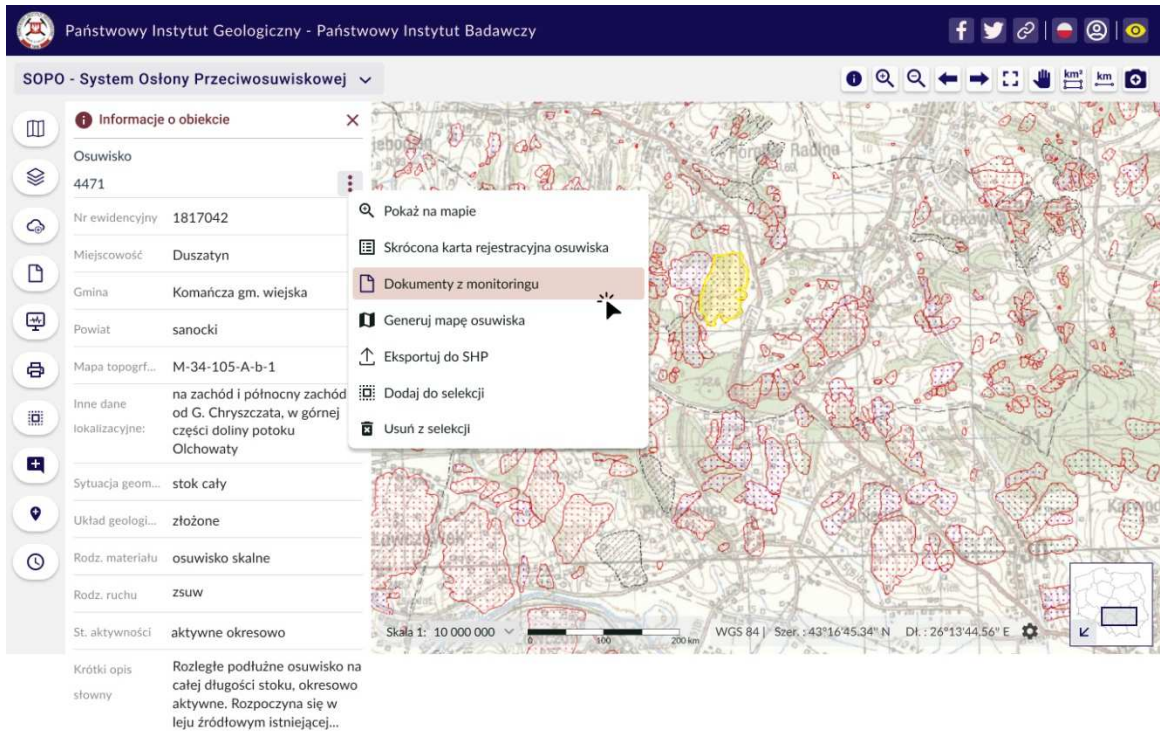 Państwowy Instytut Geologiczny - Państwowy Instytut Badawczy
SOPO - System Osłony Przeciwosuwiskowej
km²
km
Informacje o obiekcie
Osuwisko
4471
Nr ewidencyjny 1817042
Miejscowość Duszatyn
Gmina Komańcza gm. wiejska
Powiat sanocki
Mapa topogrf... M-34-105-A-b-1
Inne dane
lokalizacyjne:
na zachód i północny zachód
od G. Chryszczata, w górnej
części doliny potoku
Olchowaty
Sytuacja geom... stok cały
Układ geologi... złożone
Rodz. materiału osuwisko skalne
Rodz. ruchu zsuw
St. aktywności aktywne okresowo
Krótki opis
słowny
Rozległe podłużne osuwisko na
całej długości stoku, okresowo
aktywne. Rozpoczyna się w
leju źródłowym istniejącej...
Pokaż na mapie
Skrócona karta rejestracyjna osuwiska
Dokumenty z monitoringu
Generuj mapę osuwiska
Eksportuj do SHP
Dodaj do selekcji
Usuń z selekcji
Radlna
Skala 1: 10 000 000
0 100 200 km
WGS 84 | Szer. : 43°16'45.34" N Dł. : 26°13'44.56" E